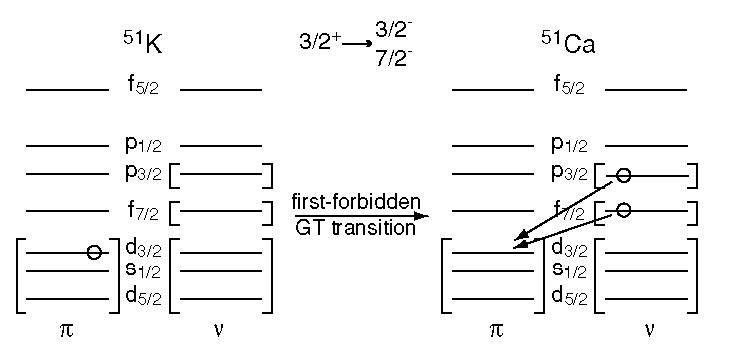 ⁵¹K 3/2⁺ → 3/2⁻ ⁵¹Ca
7/2⁻
f₅/₂ f₅/₂
p₁/₂ p₁/₂
p₃/₂ p₃/₂
first-forbidden
f₇/₂ f₇/₂
GT transition
d₃/₂ d₃/₂
s₁/₂ s₁/₂
d₅/₂ d₅/₂
π ν π ν